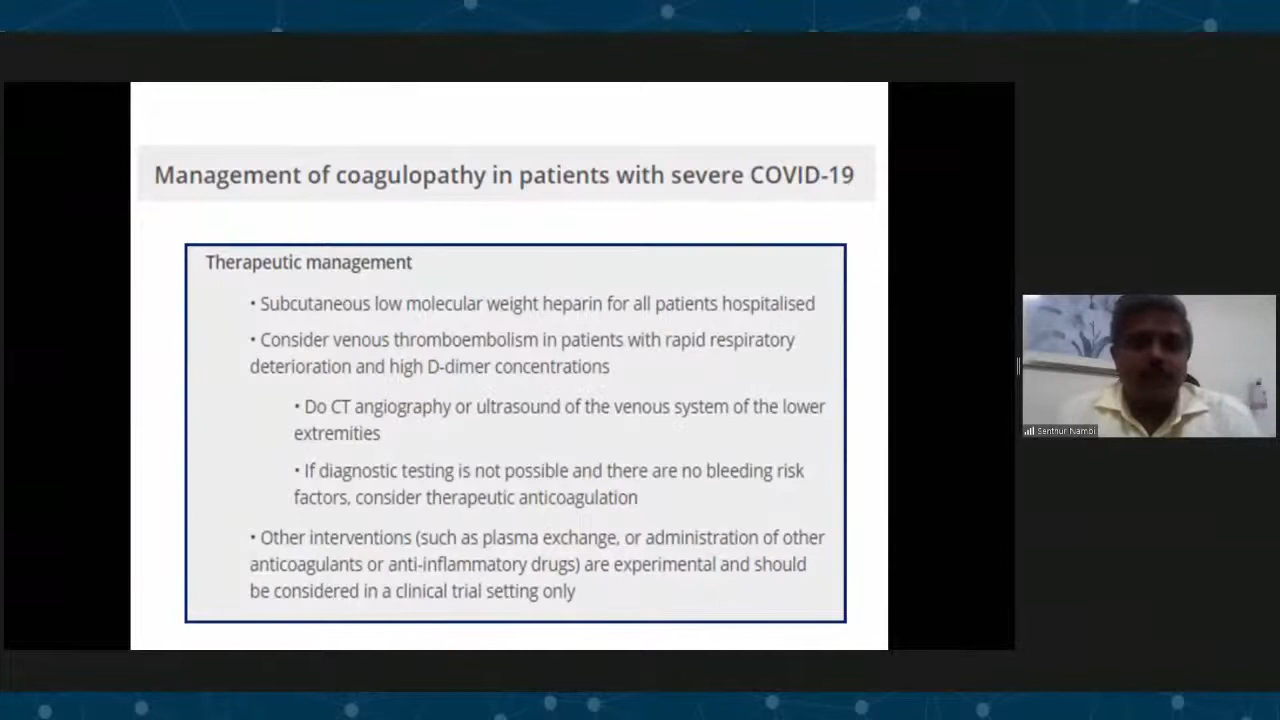 Management of coagulopathy in patients with severe COVID-19
Therapeutic management
• Subcutaneous low molecular weight heparin for all patients hospitalised
• Consider venous thromboembolism in patients with rapid respiratory
deterioration and high D-dimer concentrations
• Do CT angiography or ultrasound of the venous system of the lower
extremities
• If diagnostic testing is not possible and there are no bleeding risk
factors, consider therapeutic anticoagulation
• Other interventions (such as plasma exchange, or administration of other
anticoagulants or anti-inflammatory drugs) are experimental and should
be considered in a clinical trial setting only
Senthur Nambi